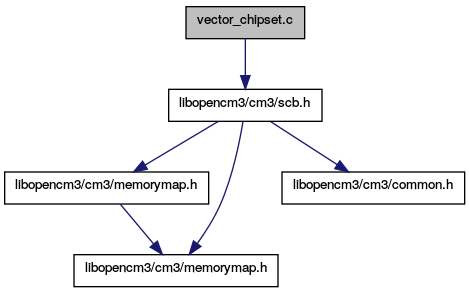 vector_chipset.c
libopencm3/cm3/scb.h
libopencm3/cm3/memorymap.h
libopencm3/cm3/common.h
libopencm3/cm3/memorymap.h